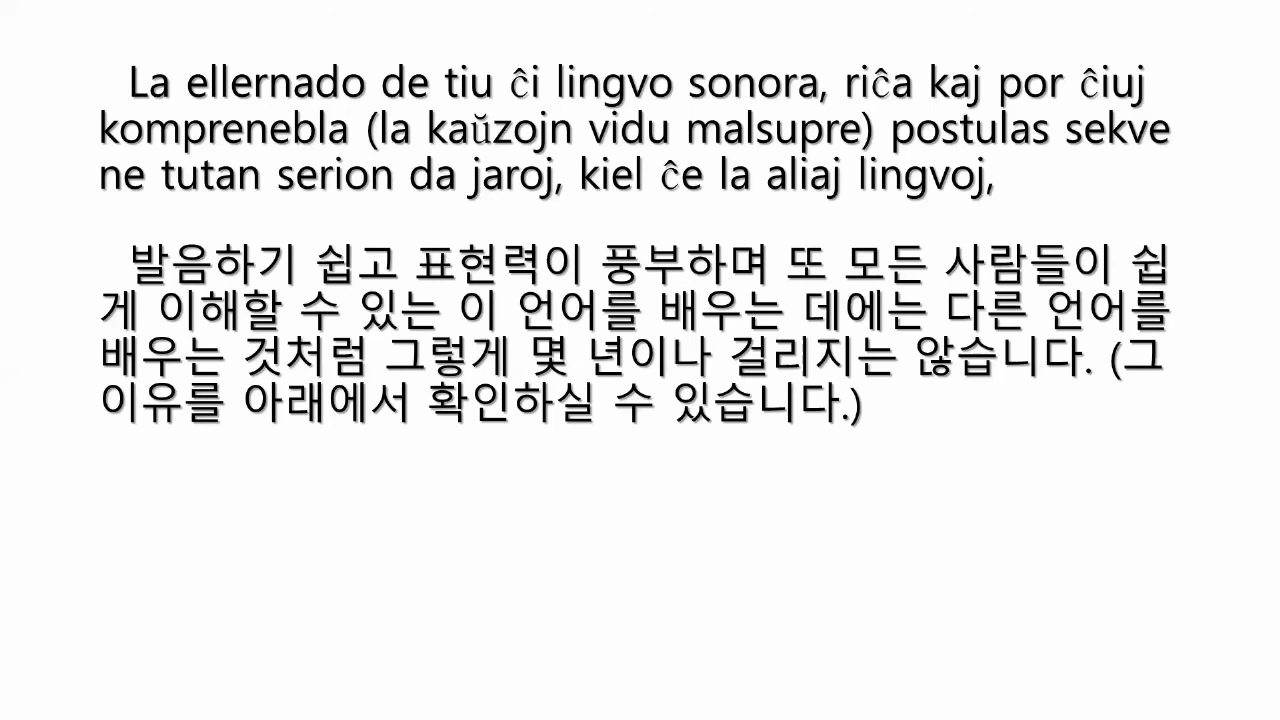 La ellernado de tiu ĉi lingvo sonora, riĉa kaj por ĉiuj
komprenebla (la kaŭzojn vidu malsupre) postulas sekve
ne tutan serion da jaroj, kiel ĉe la aliaj lingvoj,
발음하기 쉽고 표현력이 풍부하며 또 모든 사람들이 쉽
게 이해할 수 있는 이 언어를 배우는 데에는 다른 언어를
배우는 것처럼 그렇게 몇 년이나 걸리지는 않습니다. (그
이유를 아래에서 확인하실 수 있습니다.)